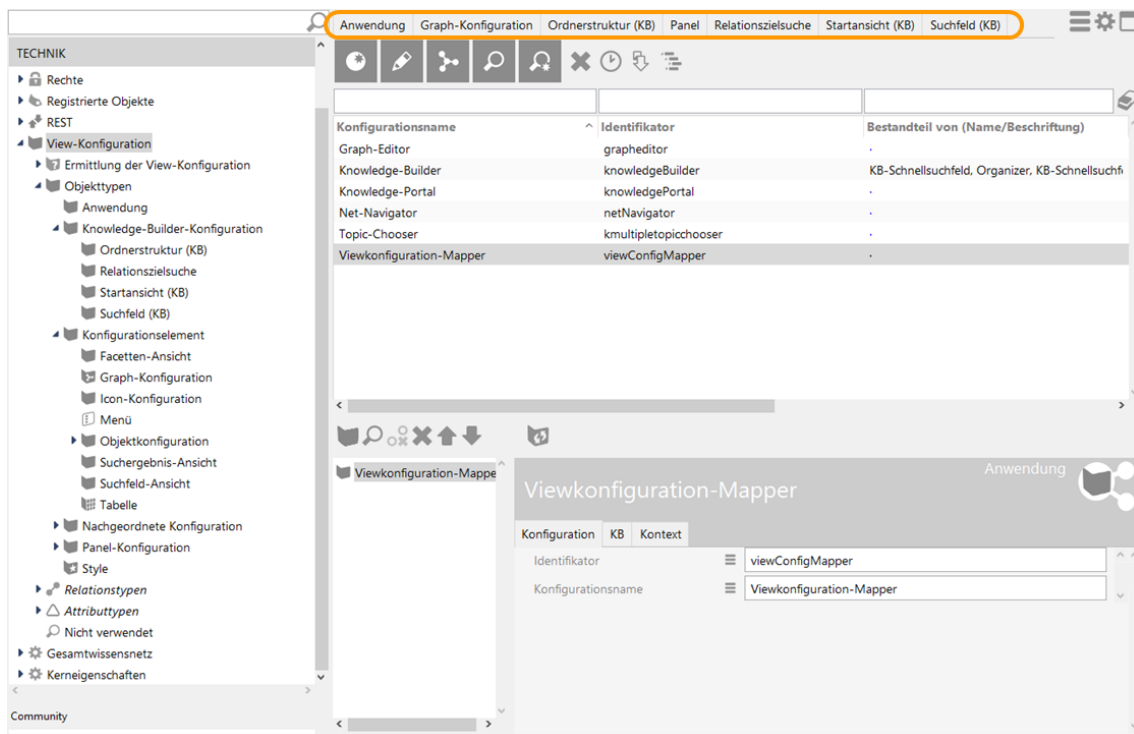 Anwendung Graph-Konfiguration Ordnerstruktur (KB) Panel Relationszielsuche Startansicht (KB) Suchfeld (KB)
TECHNIK
Rechte
Registrierte Objekte
REST
View-Konfiguration
Ermittlung der View-Konfiguration
Objekttypen
Anwendung
Knowledge-Builder-Konfiguration
Ordnerstruktur (KB)
Relationszielsuche
Startansicht (KB)
Suchfeld (KB)
Konfigurationselement
Facetten-Ansicht
Graph-Konfiguration
Icon-Konfiguration
Menü
Objektkonfiguration
Suchergebnis-Ansicht
Suchfeld-Ansicht
Tabelle
Nachgeordnete Konfiguration
Panel-Konfiguration
Style
Relationstypen
Attributtypen
Nicht verwendet
Gesamtwissensnetz
Kerneigenschaften
Community
Konfigurationsname Identifikator Bestandteil von (Name/Beschriftung)
Graph-Editor grapheditor
Knowledge-Builder knowledgeBuilder KB-Schnellsuchfeld, Organizer, KB-Schnellsuchfe
Knowledge-Portal knowledgePortal
Net-Navigator netNavigator
Topic-Chooser kmultipletopicchooser
Viewkonfiguration-Mapper viewConfigMapper
Viewkonfiguration-Mappe
Anwendung
Viewkonfiguration-Mapper
Konfiguration KB Kontext
Identifikator viewConfigMapper
Konfigurationsname Viewkonfiguration-Mapper